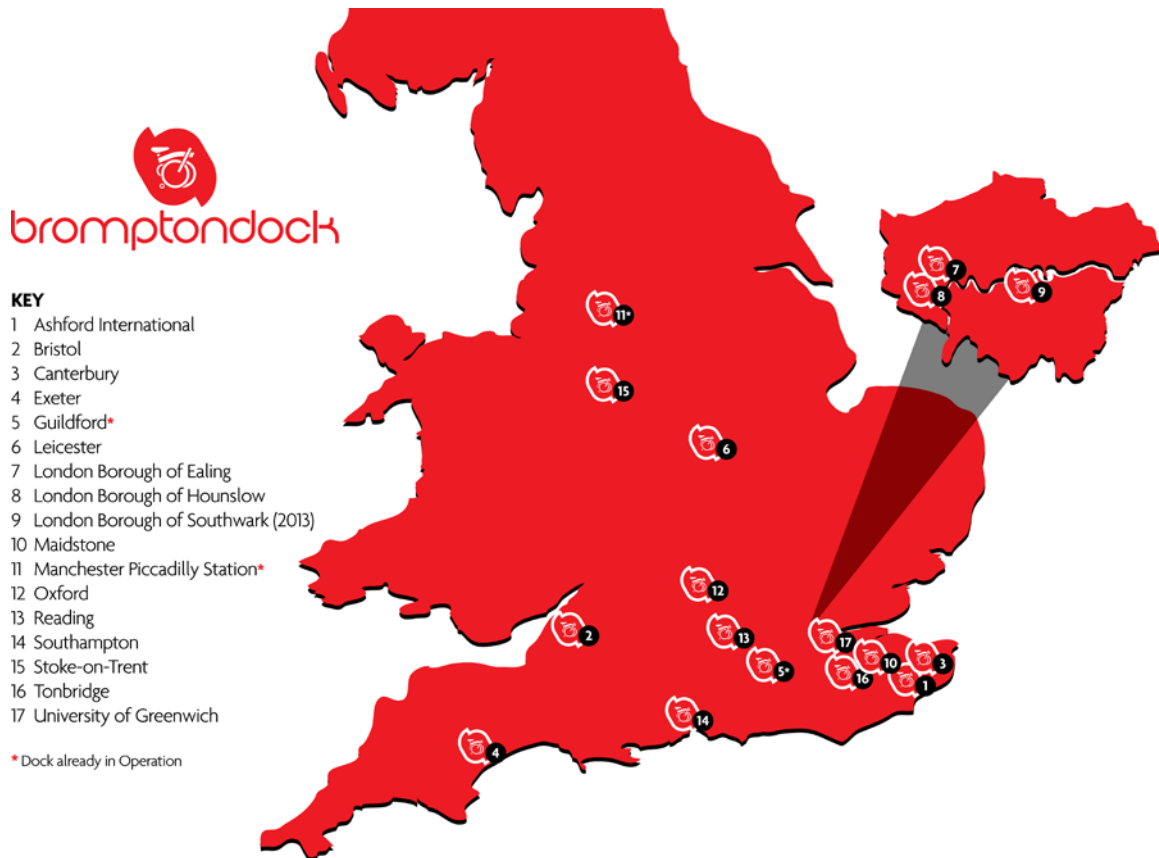 bromptondock
KEY
1 Ashford International
2 Bristol
3 Canterbury
4 Exeter
5 Guildford*
6 Leicester
7 London Borough of Ealing
8 London Borough of Hounslow
9 London Borough of Southwark (2013)
10 Maidstone
11 Manchester Piccadilly Station*
12 Oxford
13 Reading
14 Southampton
15 Stoke-on-Trent
16 Tonbridge
17 University of Greenwich
* Dock already in Operation
7
8
9
11*
15
6
12
2
13
17
5*
10
3
16
1
14
4